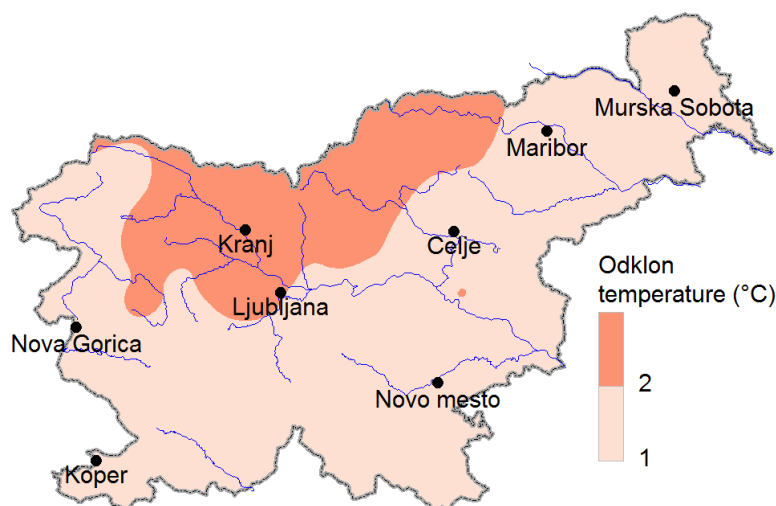 Murska Sobota
Maribor
Kranj
Celje
Ljubljana
Nova Gorica
Novo mesto
Koper
Odklon
temperature (°C)
2
1